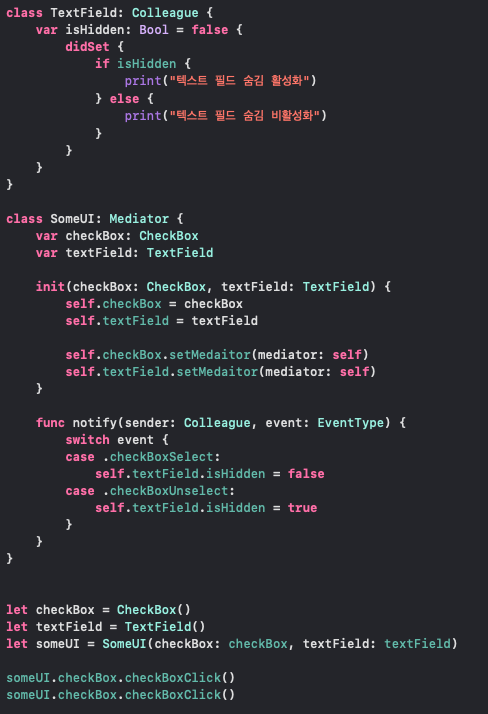 class TextField: Colleague {
    var isHidden: Bool = false {
        didSet {
            if isHidden {
                print("텍스트 필드 숨김 활성화")
            } else {
                print("텍스트 필드 숨김 비활성화")
            }
        }
    }
}

class SomeUI: Mediator {
    var checkBox: CheckBox
    var textField: TextField

    init(checkBox: CheckBox, textField: TextField) {
        self.checkBox = checkBox
        self.textField = textField

        self.checkBox.setMedaitor(mediator: self)
        self.textField.setMedaitor(mediator: self)
    }

    func notify(sender: Colleague, event: EventType) {
        switch event {
        case .checkBoxSelect:
            self.textField.isHidden = false
        case .checkBoxUnselect:
            self.textField.isHidden = true
        }
    }
}


let checkBox = CheckBox()
let textField = TextField()
let someUI = SomeUI(checkBox: checkBox, textField: textField)

someUI.checkBox.checkBoxClick()
someUI.checkBox.checkBoxClick()